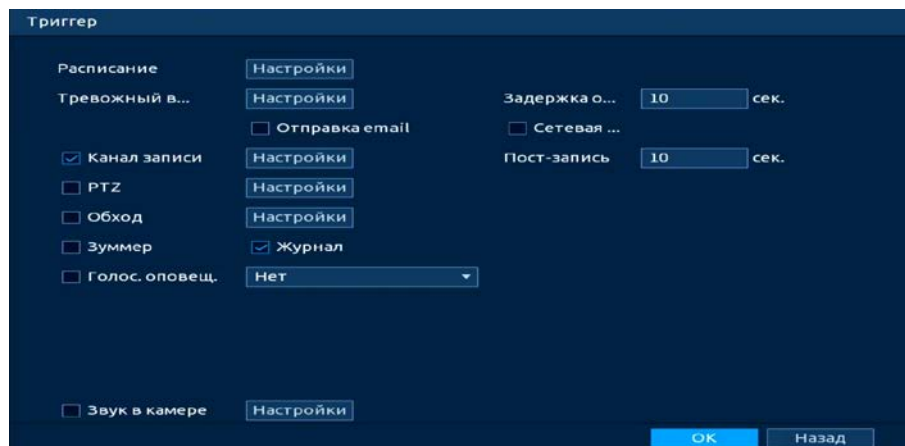 Триггер
Расписание Настройки
Тревожный в... Настройки Задержка о... 10 сек.
Отправка email Сетевая ...
Канал записи Настройки Пост-запись 10 сек.
PTZ Настройки
Обход Настройки
Зуммер Журнал
Голос. оповещ. Нет
Звук в камере Настройки
OK Назад